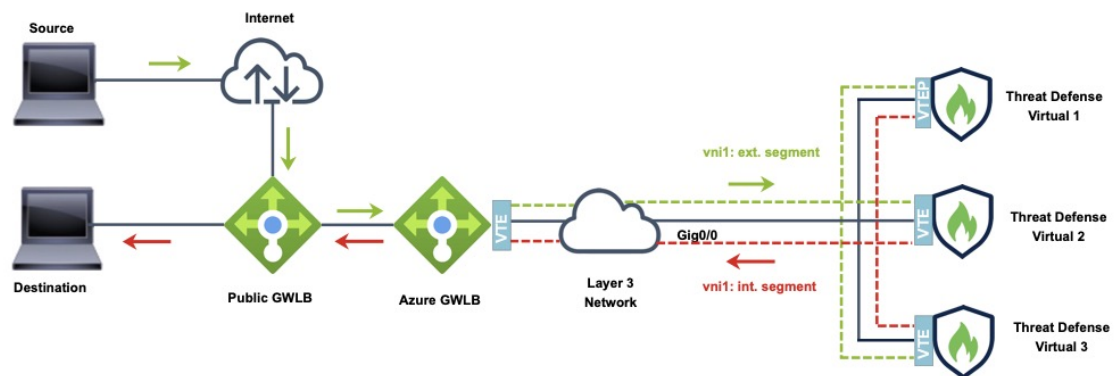 Source
Internet
VTEP
Threat Defense
Virtual 1
vni1: ext. segment
VTE
VTE
Threat Defense
Virtual 2
Gig0/0
Destination
Public GWLB
Azure GWLB
Layer 3
Network
vni1: int. segment
VTE
Threat Defense
Virtual 3